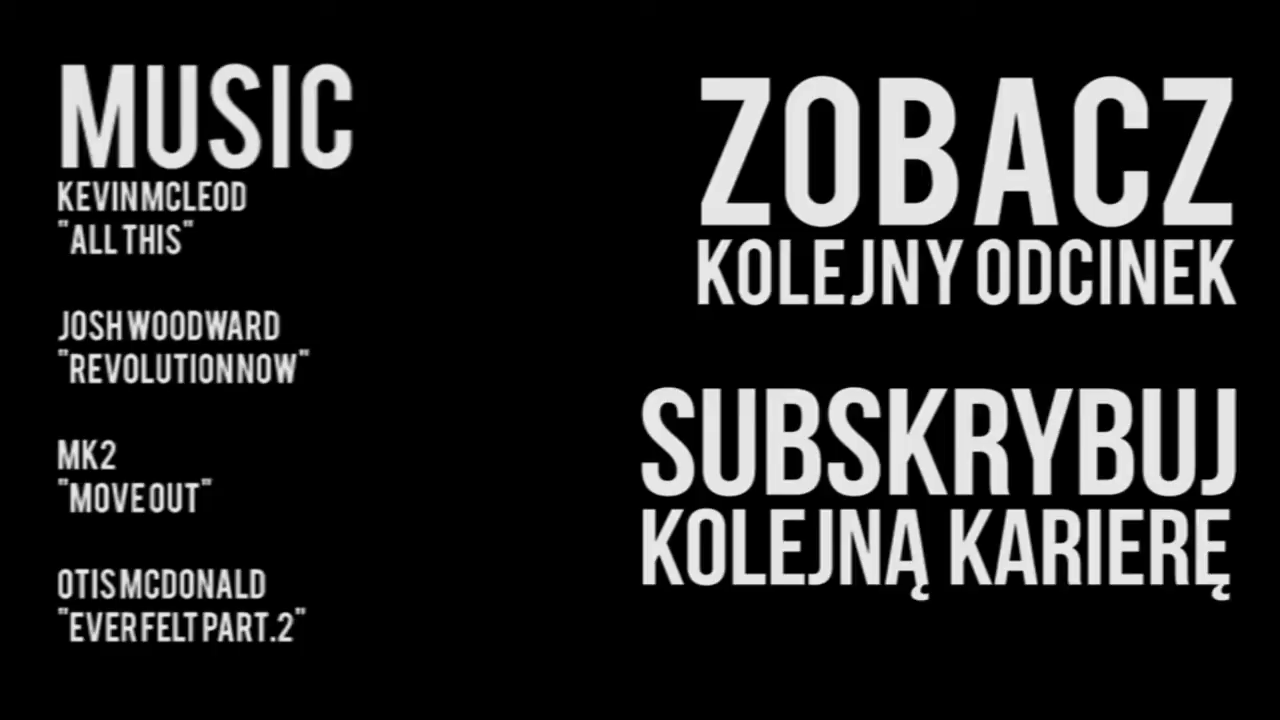 MUSIC
KEVIN MCLEOD
"ALL THIS"
JOSH WOODWARD
"REVOLUTION NOW"
MK2
"MOVE OUT"
OTIS MCDONALD
"EVER FELT PART.2"
ZOBACZ
KOLEJNY ODCINEK
SUBSKRYBUJ
KOLEJNĄ KARIERĘ